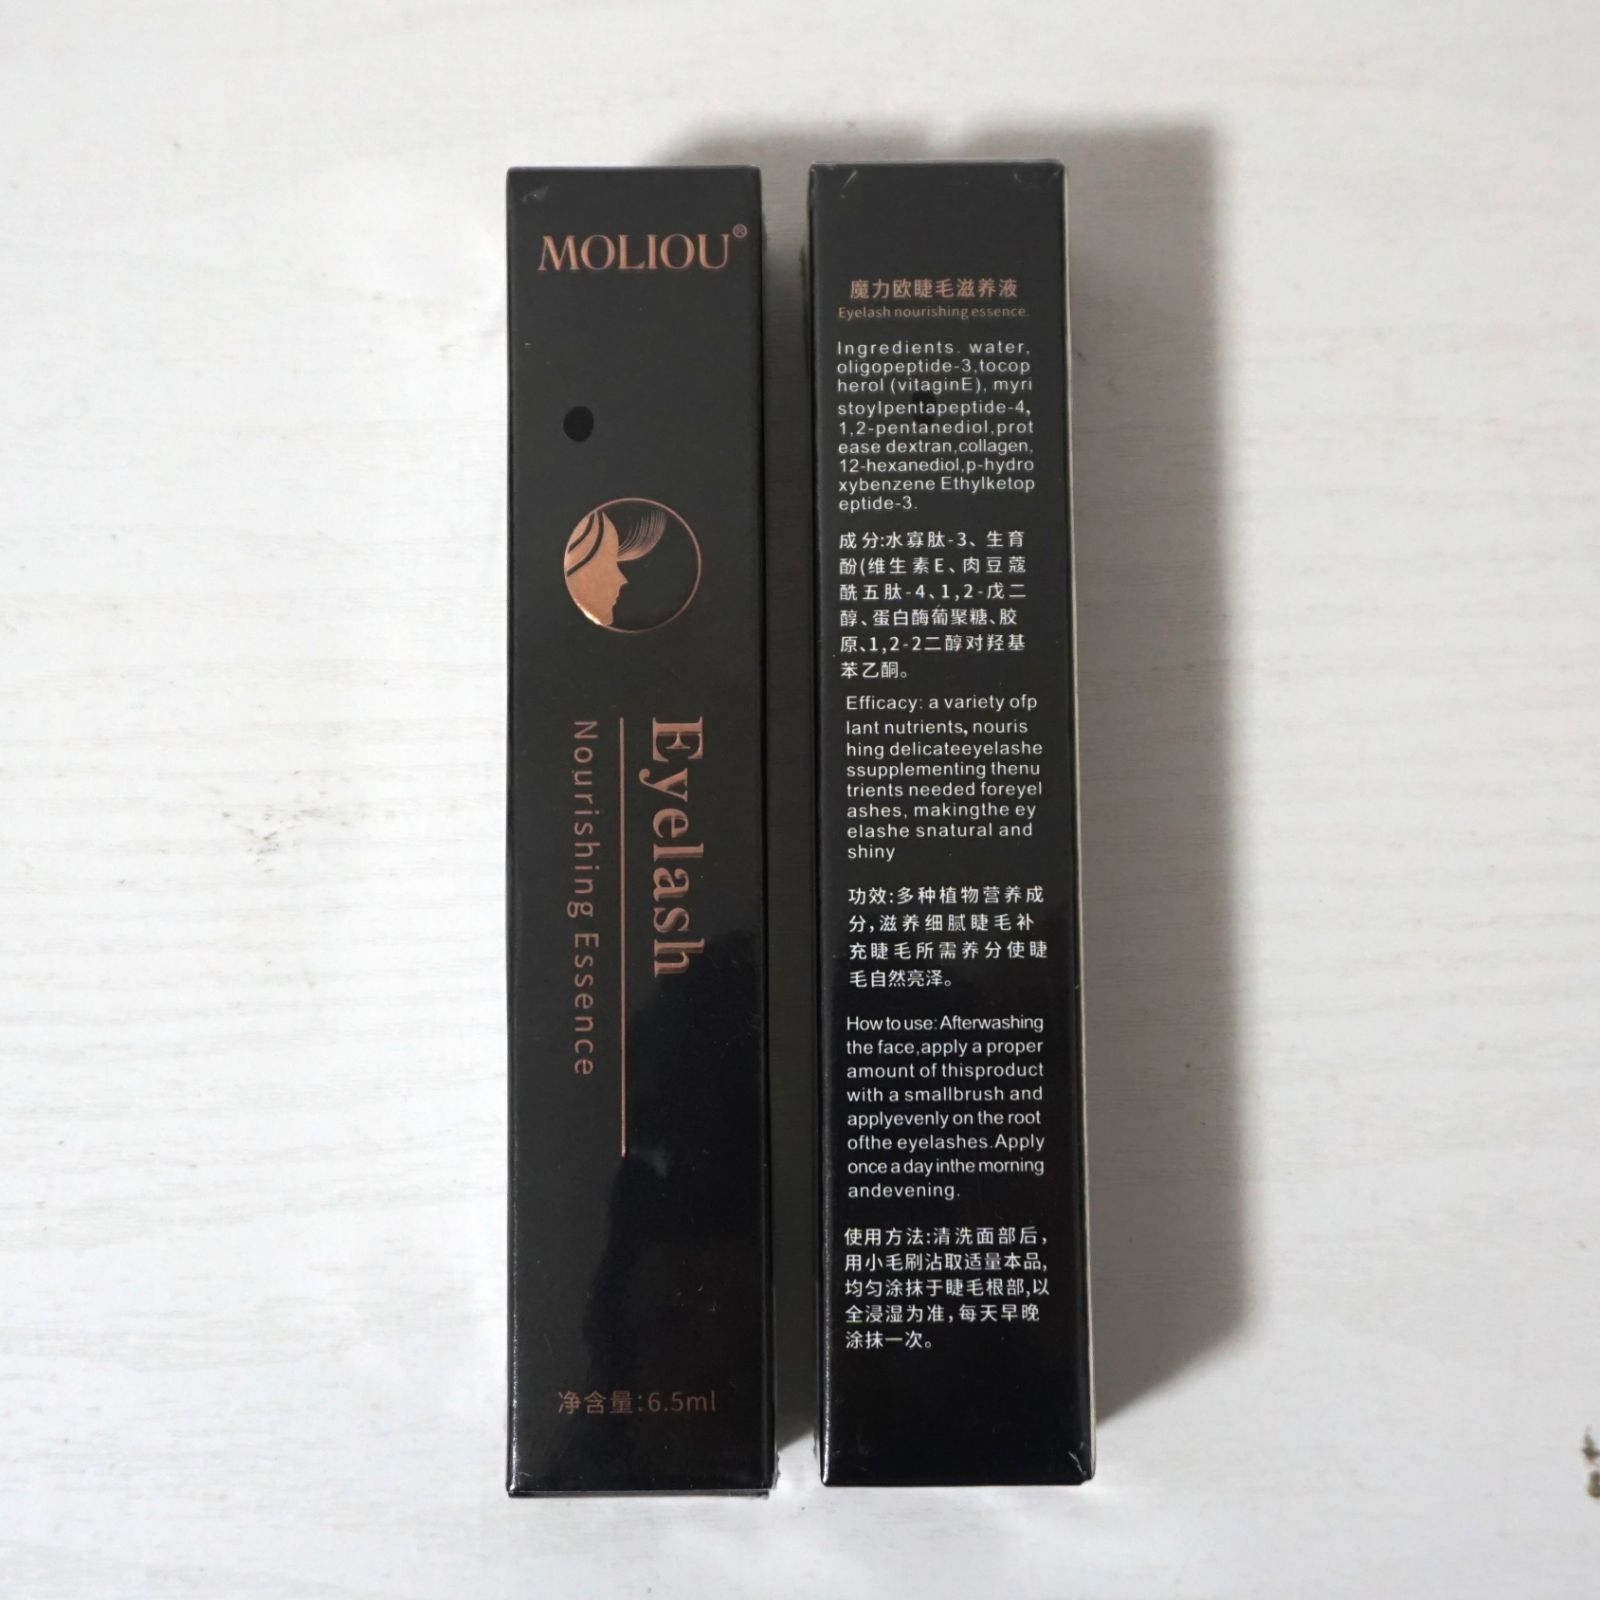 MOLIOU®
Eyelash
Nourishing Essence
净含量:6.5ml
魔力欧睫毛滋养液
Eyelash nourishing essence.
Ingredients. water,
oligopeptide-3,tocop
herol (vitaginE), myri
stoylpentapeptide-4,
1,2-pentanediol,prot
ease dextran,collagen,
12-hexanediol,p-hydro
xybenzene Ethylketop
eptide-3.
成分:水寡肽-3、生育
酚(维生素E、肉豆蔻
酰五肽-4、1,2-戊二
醇、蛋白酶葡聚糖、胶
原、1,2-2二醇对羟基
苯乙酮。
Efficacy: a variety ofp
lant nutrients, nouris
hing delicateeyelashe
ssupplementing thenu
trients needed foreyel
ashes, makingthe ey
elashe snatural and
shiny
功效:多种植物营养成
分,滋养细腻睫毛补
充睫毛所需养分使睫
毛自然亮泽。
How to use: Afterwashing
the face,apply a proper
amount of thisproduct
with a smallbrush and
applyevenly on the root
ofthe eyelashes.Apply
once a day inthe morning
andevening.
使用方法:清洗面部后,
用小毛刷沾取适量本品,
均匀涂抹于睫毛根部,以
全浸湿为准,每天早晚
涂抹一次。